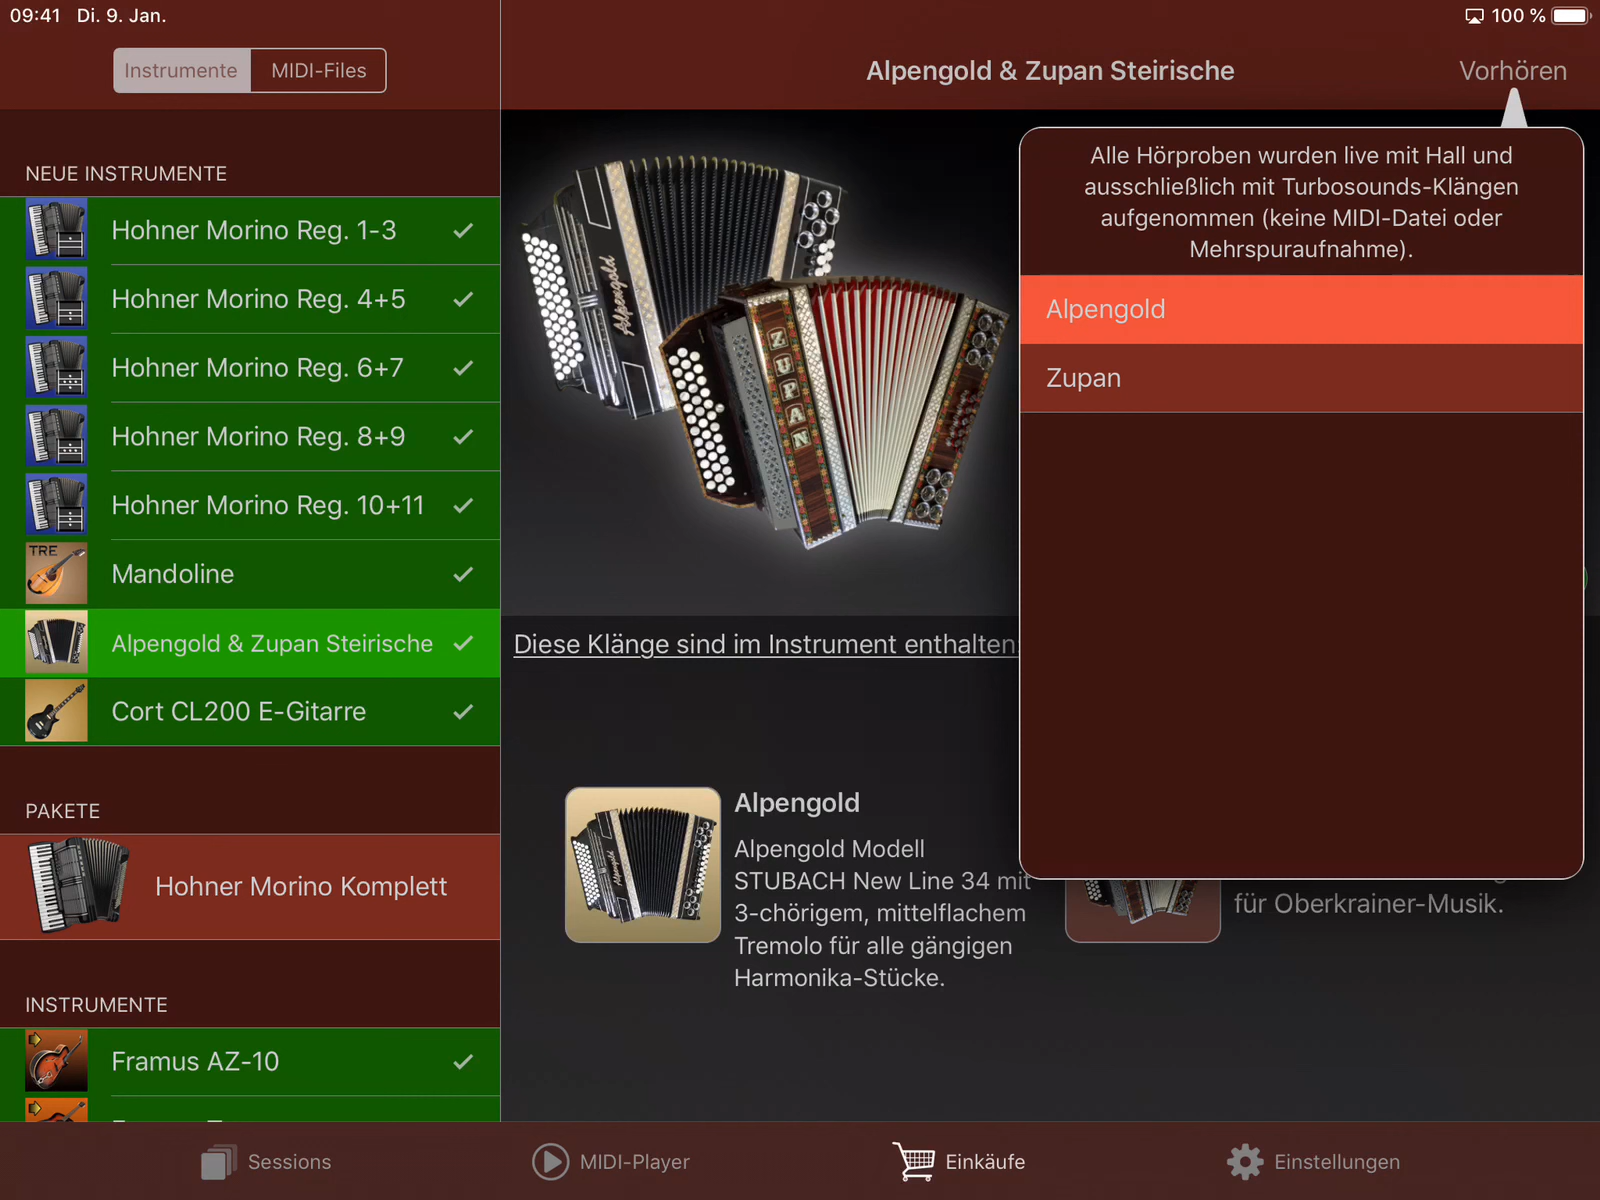 09:41 Di. 9. Jan.
100 %
Instrumente
MIDI-Files
Alpengold & Zupan Steirische
Vorhören
NEUE INSTRUMENTE
Hohner Morino Reg. 1-3
Hohner Morino Reg. 4+5
Hohner Morino Reg. 6+7
Hohner Morino Reg. 8+9
Hohner Morino Reg. 10+11
TRE
Mandoline
Alpengold & Zupan Steirische
Cort CL200 E-Gitarre
PAKETE
Hohner Morino Komplett
INSTRUMENTE
Framus AZ-10
Alpengold
ZUPAN
Alle Hörproben wurden live mit Hall und
ausschließlich mit Turbosounds-Klängen
aufgenommen (keine MIDI-Datei oder
Mehrspuraufnahme).
Alpengold
Zupan
Diese Klänge sind im Instrument enthalten:
Alpengold
Alpengold
Alpengold Modell
STUBACH New Line 34 mit
3-chörigem, mittelflachem
Tremolo für alle gängigen
Harmonika-Stücke.
für Oberkrainer-Musik.
Sessions
MIDI-Player
Einkäufe
Einstellungen